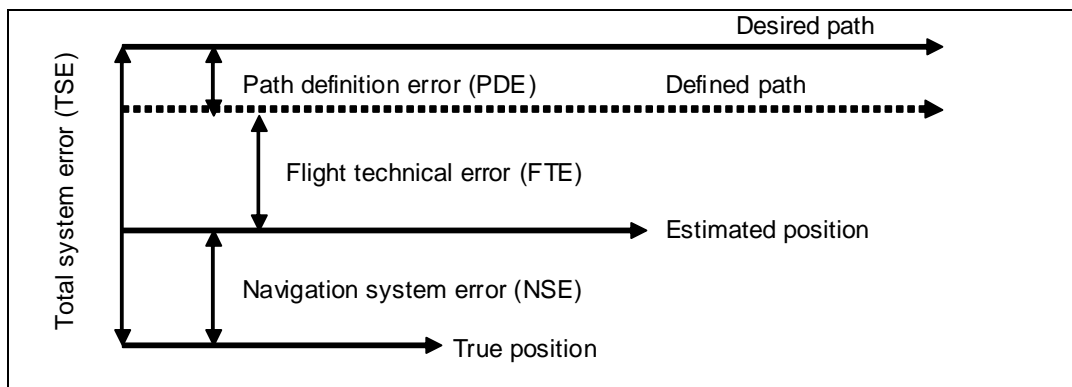 Desired path
Total system error (TSE)
Path definition error (PDE)
Defined path
Flight technical error (FTE)
Estimated position
Navigation system error (NSE)
True position